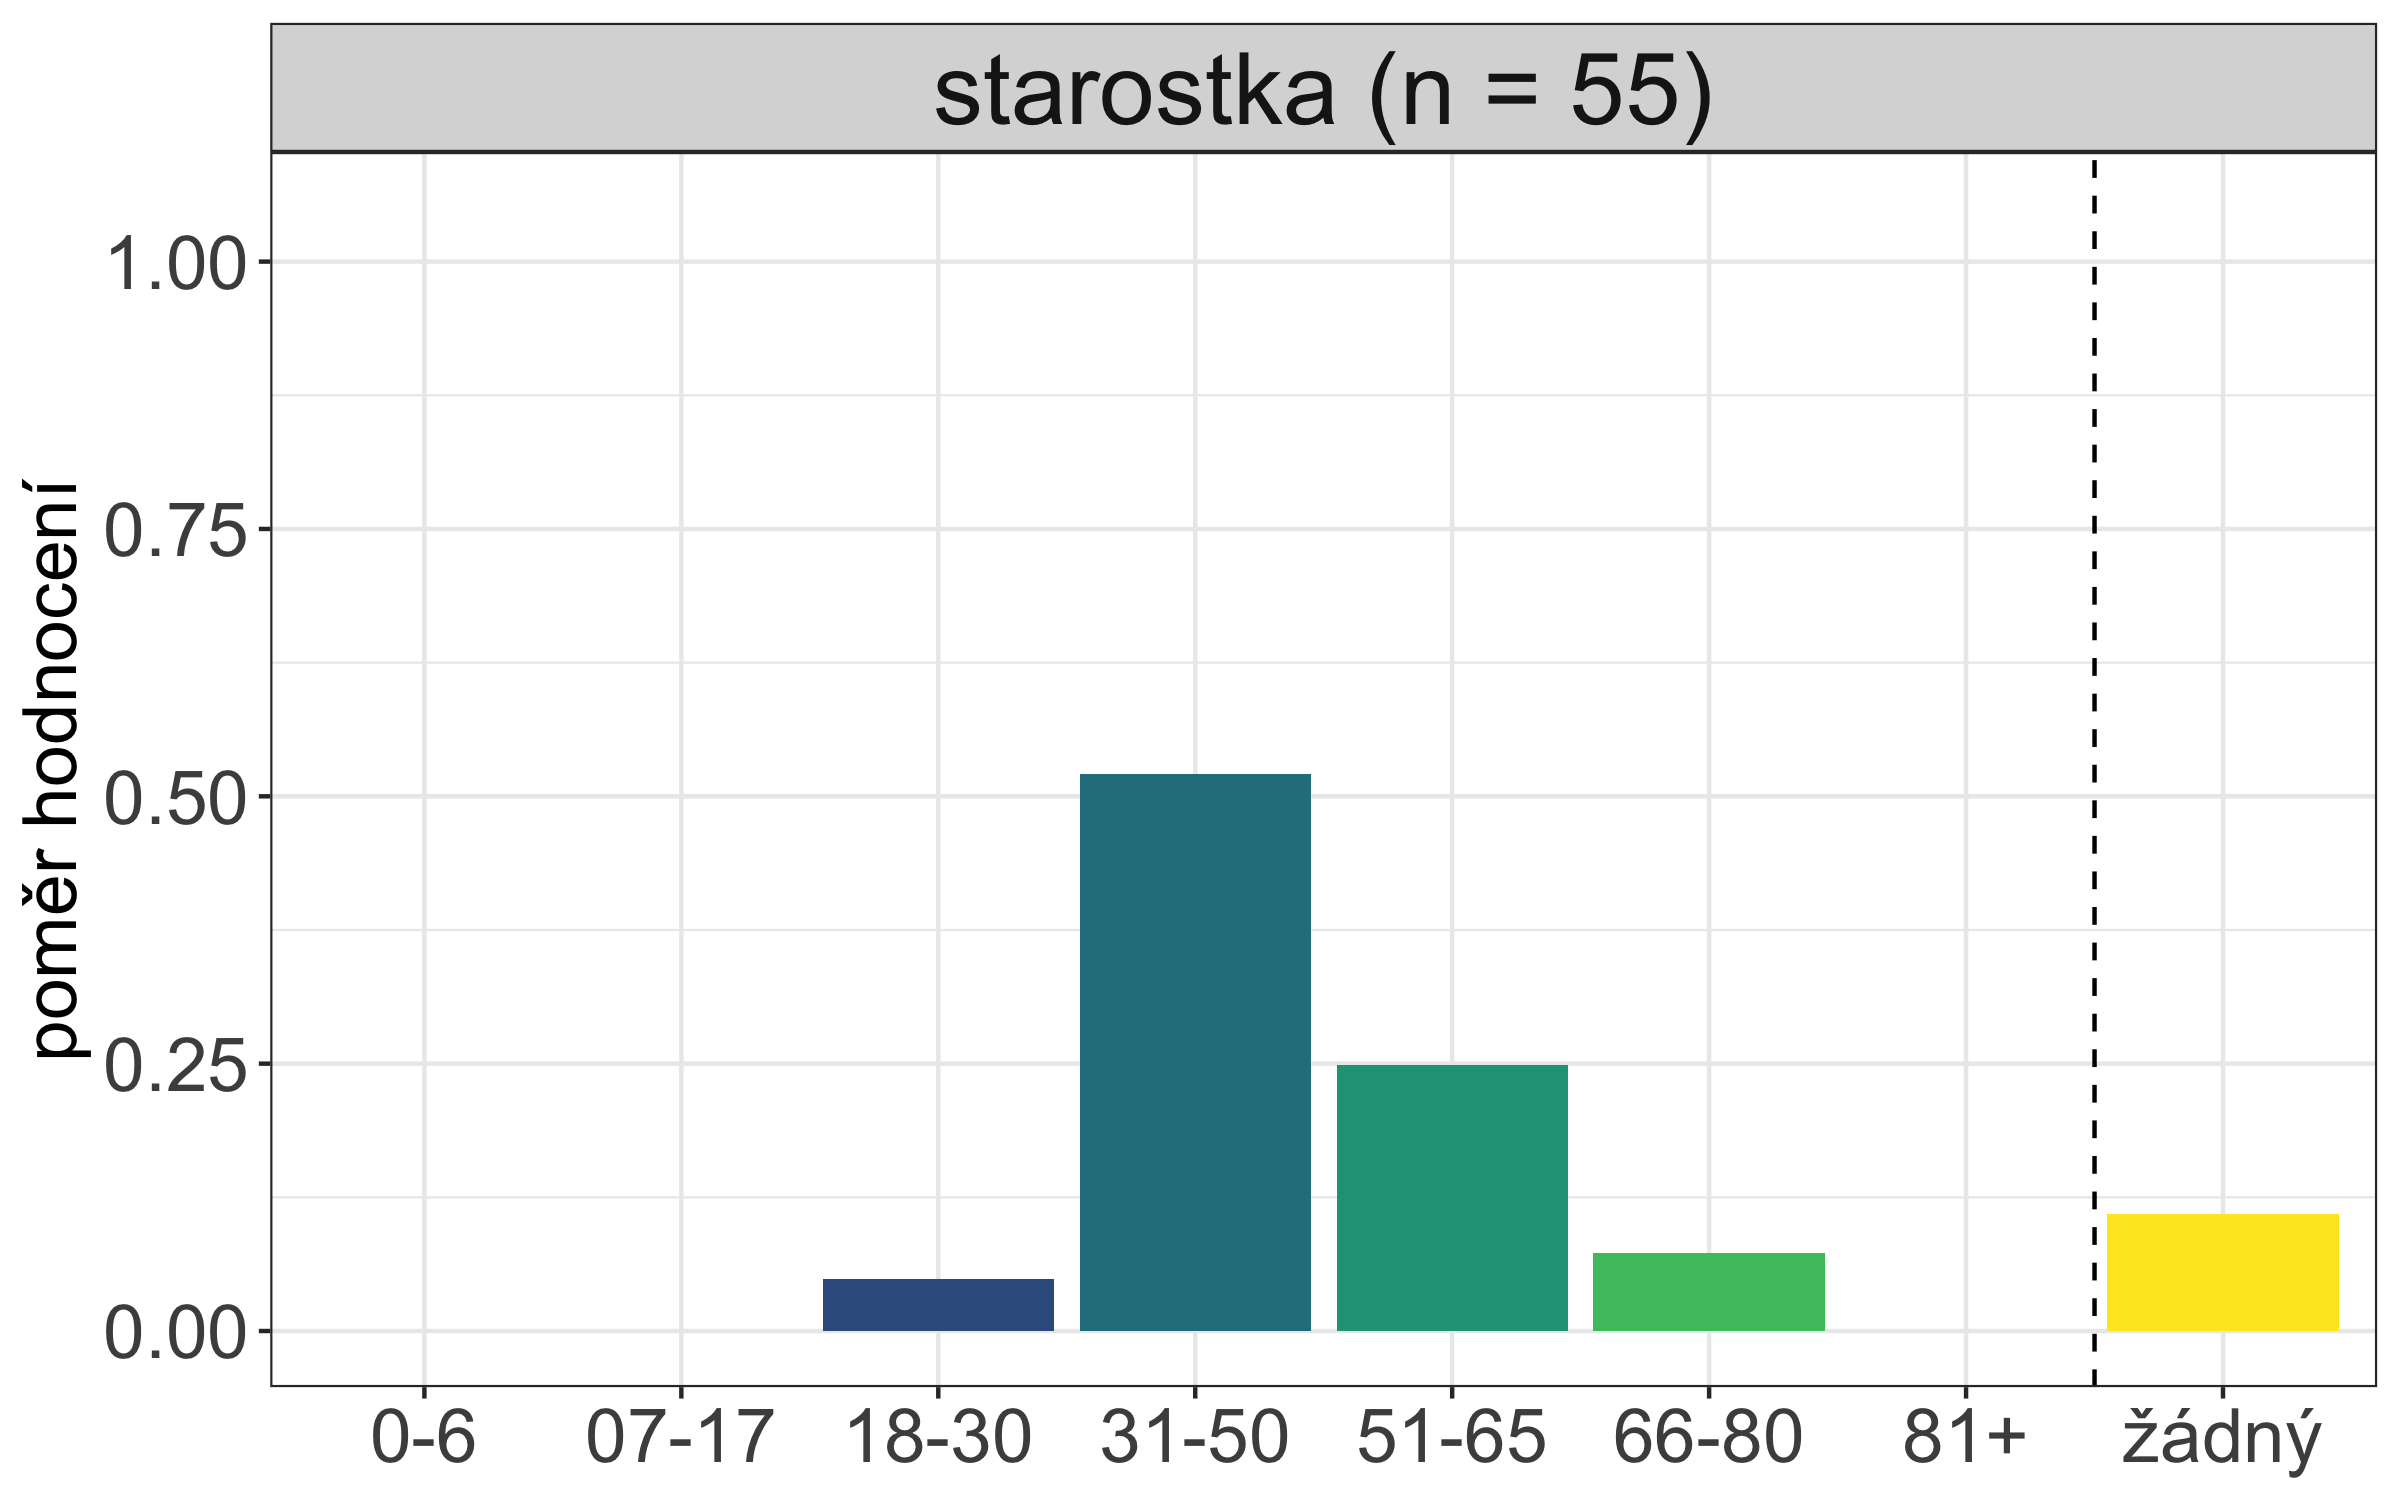 starostka (n = 55)
poměr hodnocení
1.00
0.75
0.50
0.25
0.00
0-6 07-17 18-30 31-50 51-65 66-80 81+ žádný